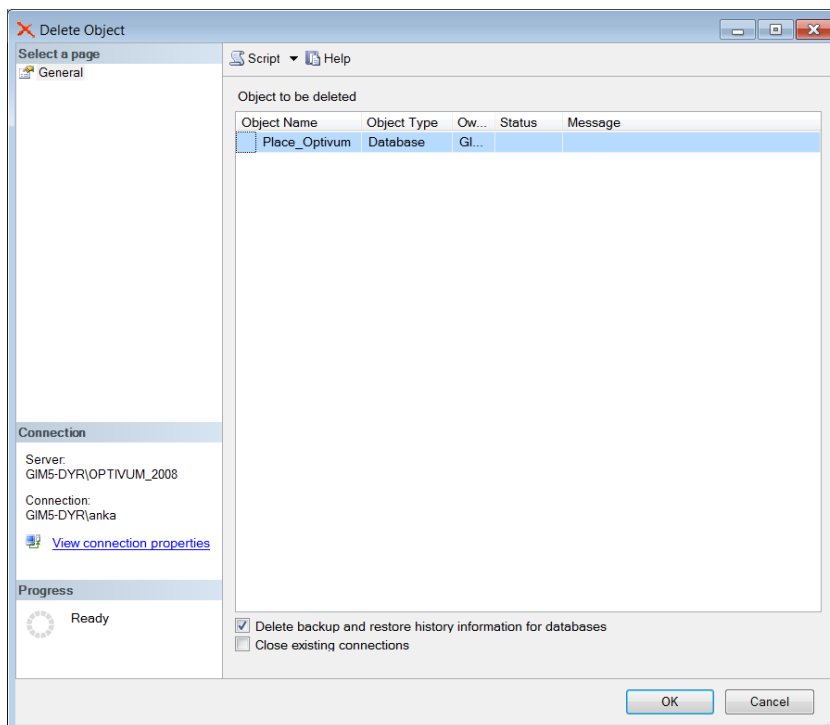 Delete Object
Select a page
General
Script Help
Object to be deleted
Object Name Object Type Ow... Status Message
Place_Optivum Database GI...
Connection
Server:
GIM5-DYR\OPTIVUM_2008
Connection:
GIM5-DYR\anka
View connection properties
Progress
Ready
Delete backup and restore history information for databases
Close existing connections
OK Cancel